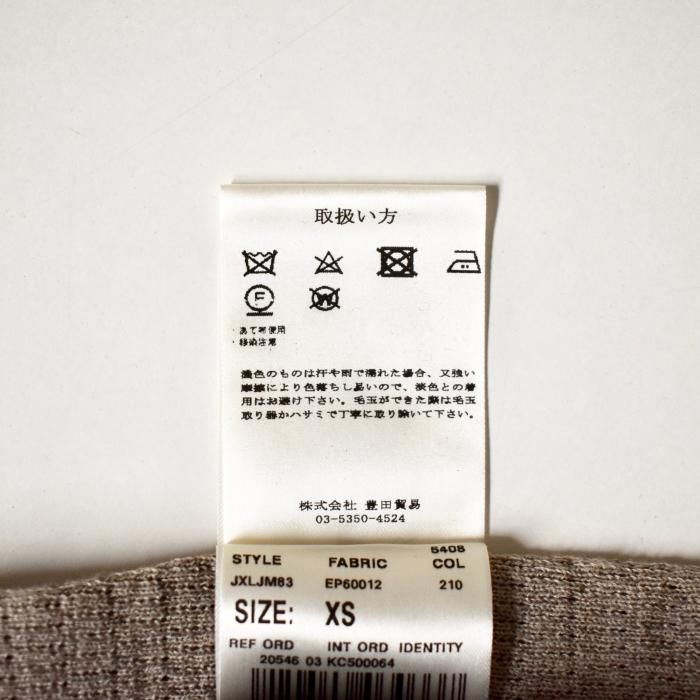 取扱い方
F
W
・あて布使用
・移染注意
濃色のものは汗や雨で濡れた場合、又強い
摩擦により色落ちし易いので、淡色との着
用はお避け下さい。毛玉ができた際は毛玉
取り器かハサミで丁寧に取り除いて下さい。
株式会社 豊田貿易
03-5350-4524
5408
STYLE FABRIC COL
JXLJM83 EP60012 210
SIZE: XS
REF ORD INT ORD IDENTITY
20546 03 KC500064